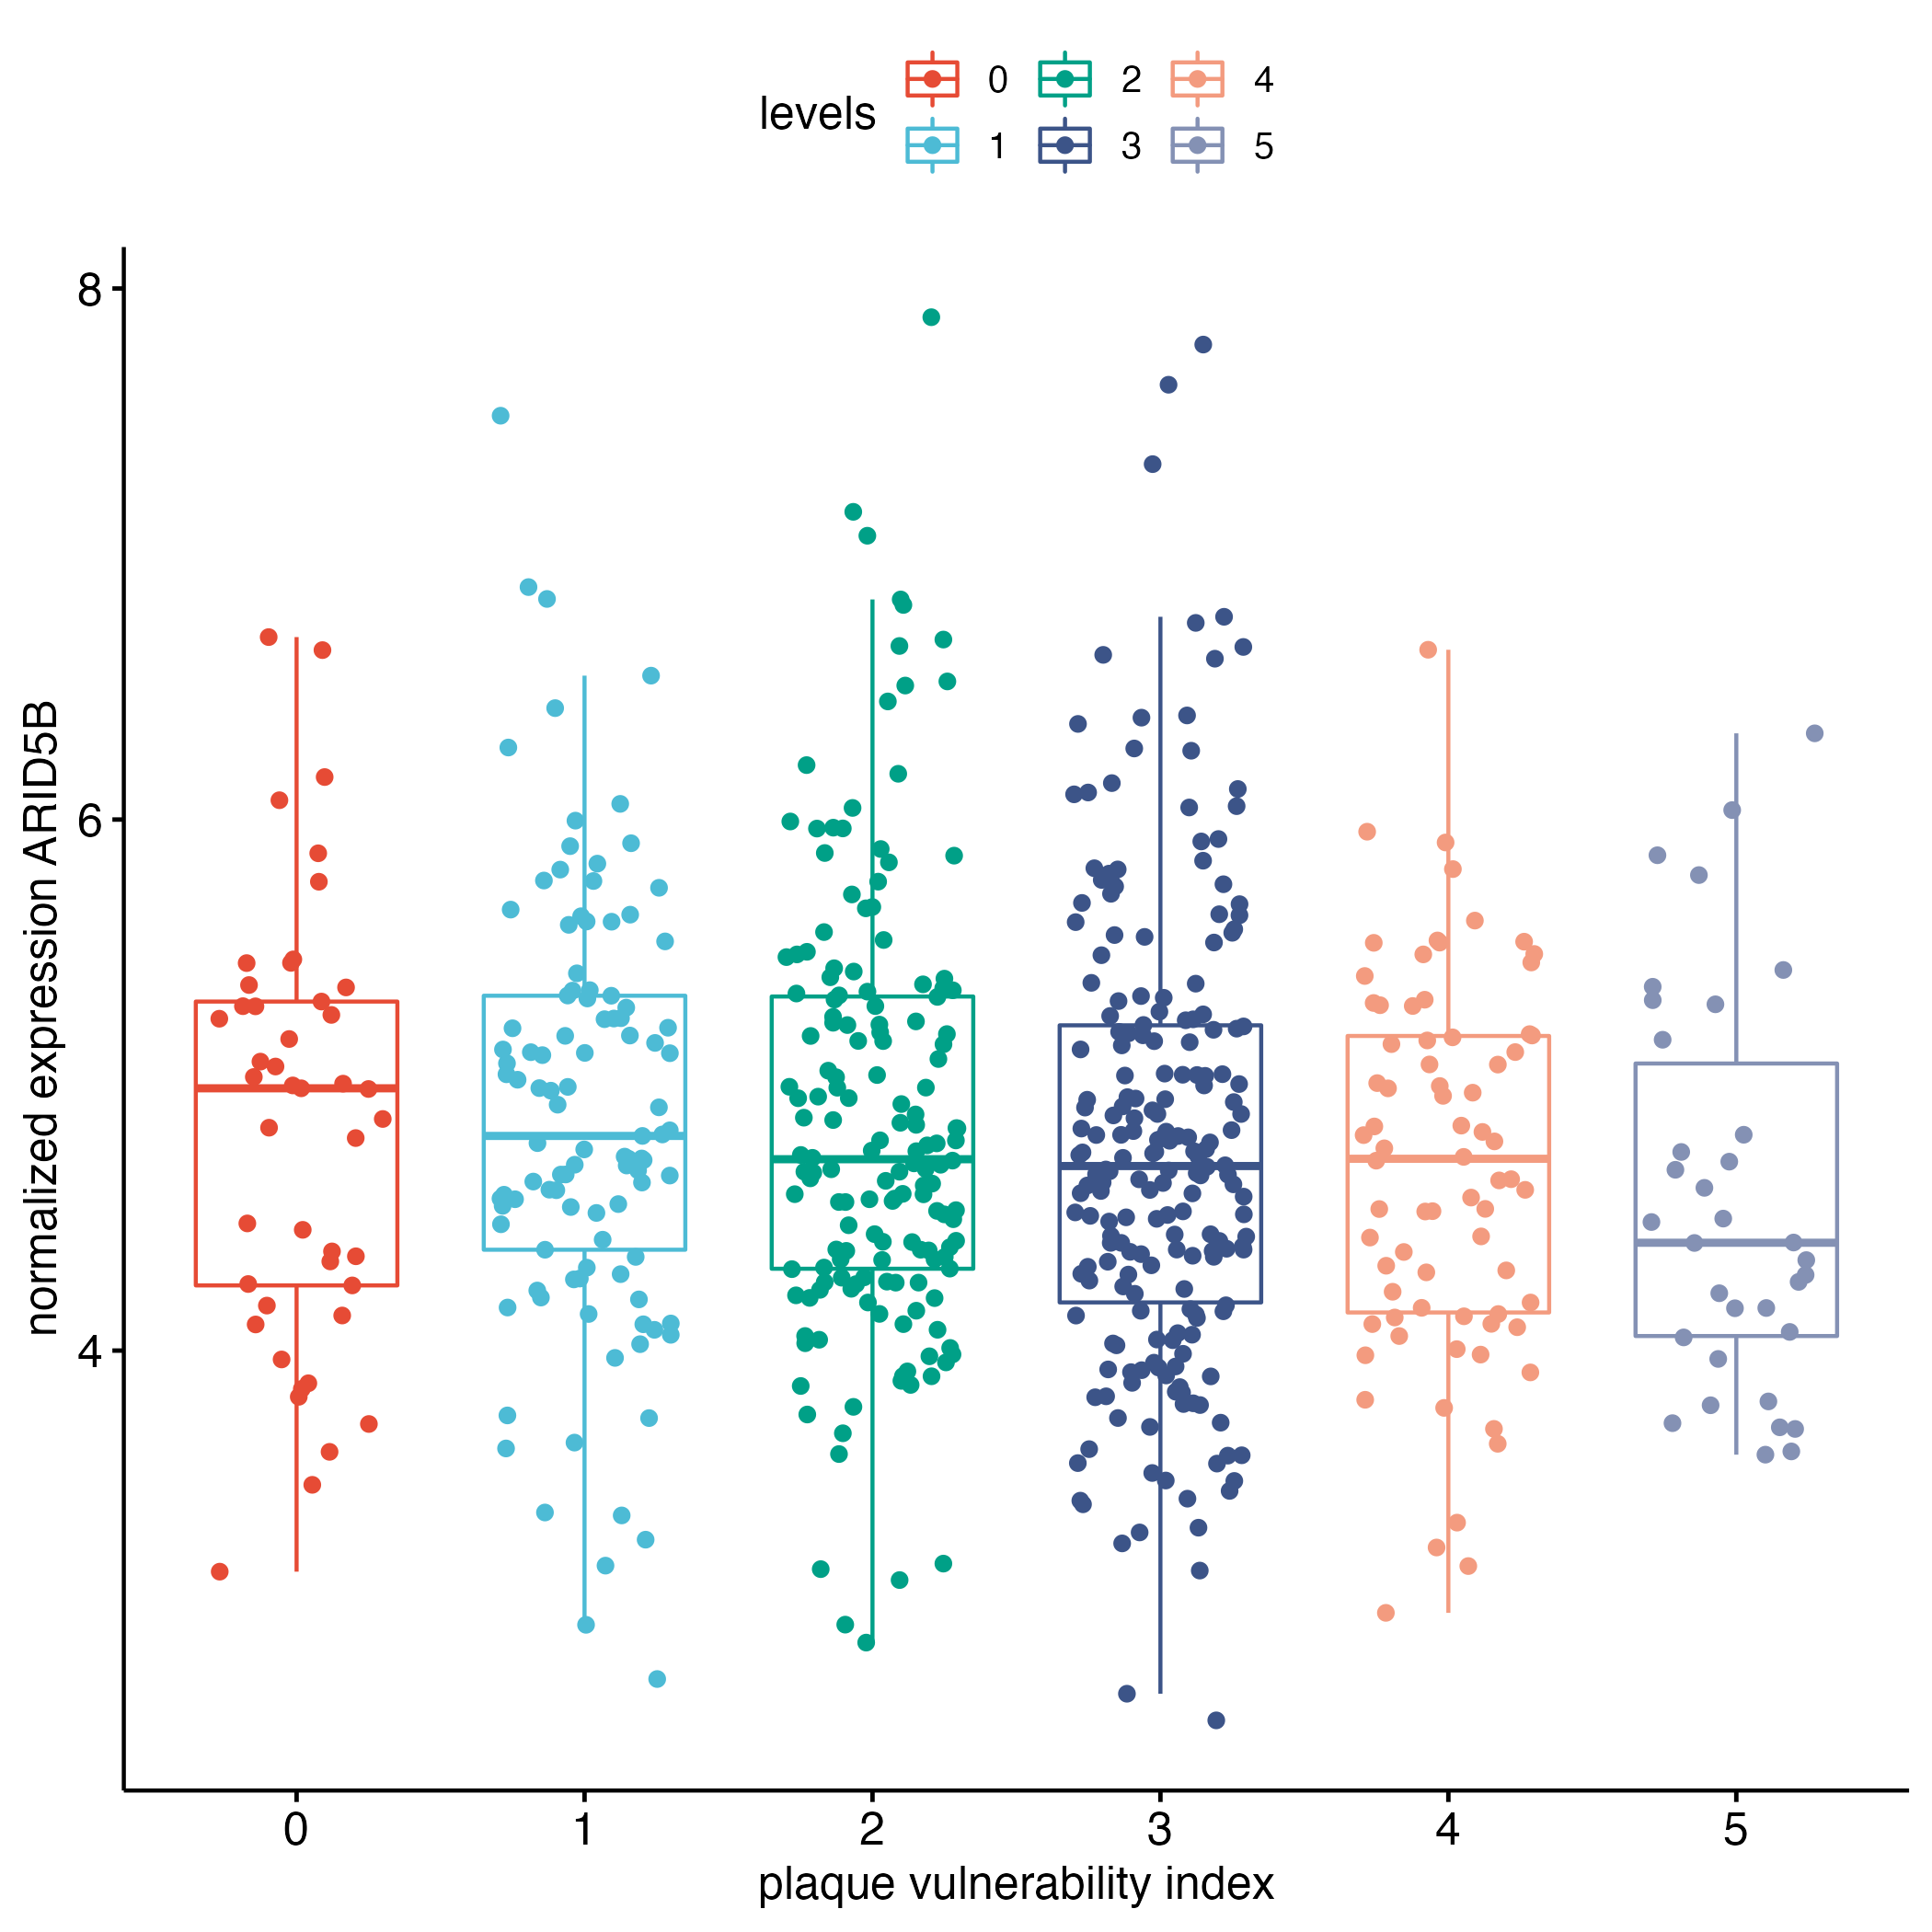 levels
0 2 4
1 3 5
8
6
4
normalized expression ARID5B
0 1 2 3 4 5
plaque vulnerability index